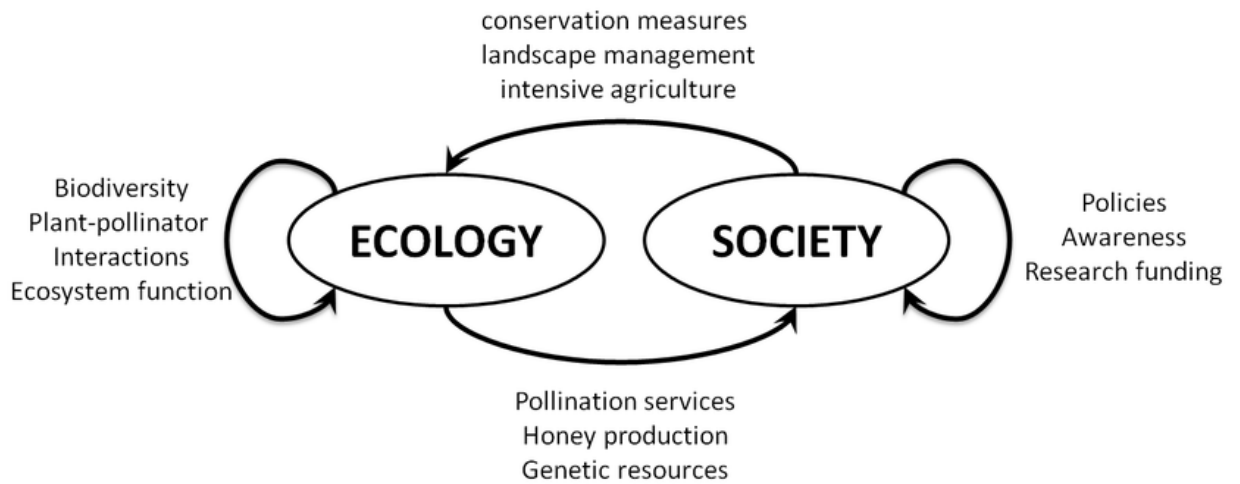 conservation measures
landscape management
intensive agriculture
Biodiversity
Plant-pollinator
Interactions
Ecosystem function
ECOLOGY
SOCIETY
Policies
Awareness
Research funding
Pollination services
Honey production
Genetic resources